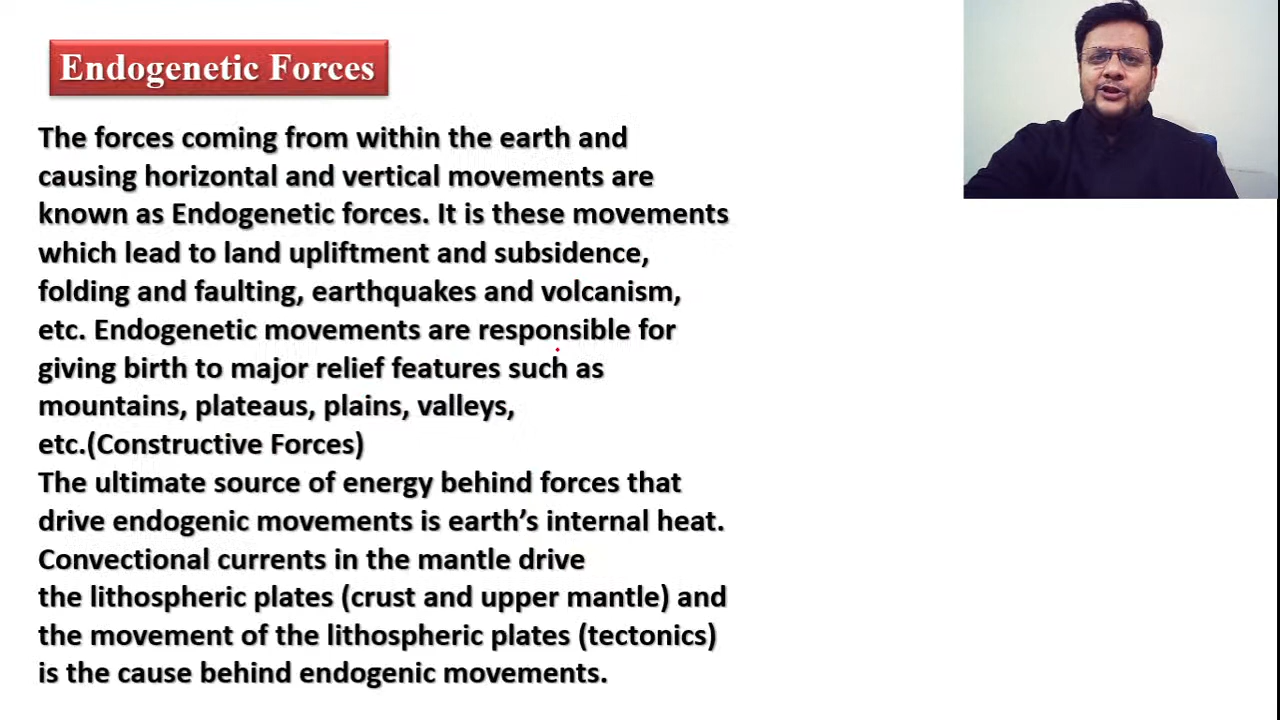 Endogenetic Forces
The forces coming from within the earth and
causing horizontal and vertical movements are
known as Endogenetic forces. It is these movements
which lead to land upliftment and subsidence,
folding and faulting, earthquakes and volcanism,
etc. Endogenetic movements are responsible for
giving birth to major relief features such as
mountains, plateaus, plains, valleys,
etc.(Constructive Forces)
The ultimate source of energy behind forces that
drive endogenic movements is earth’s internal heat.
Convectional currents in the mantle drive
the lithospheric plates (crust and upper mantle) and
the movement of the lithospheric plates (tectonics)
is the cause behind endogenic movements.